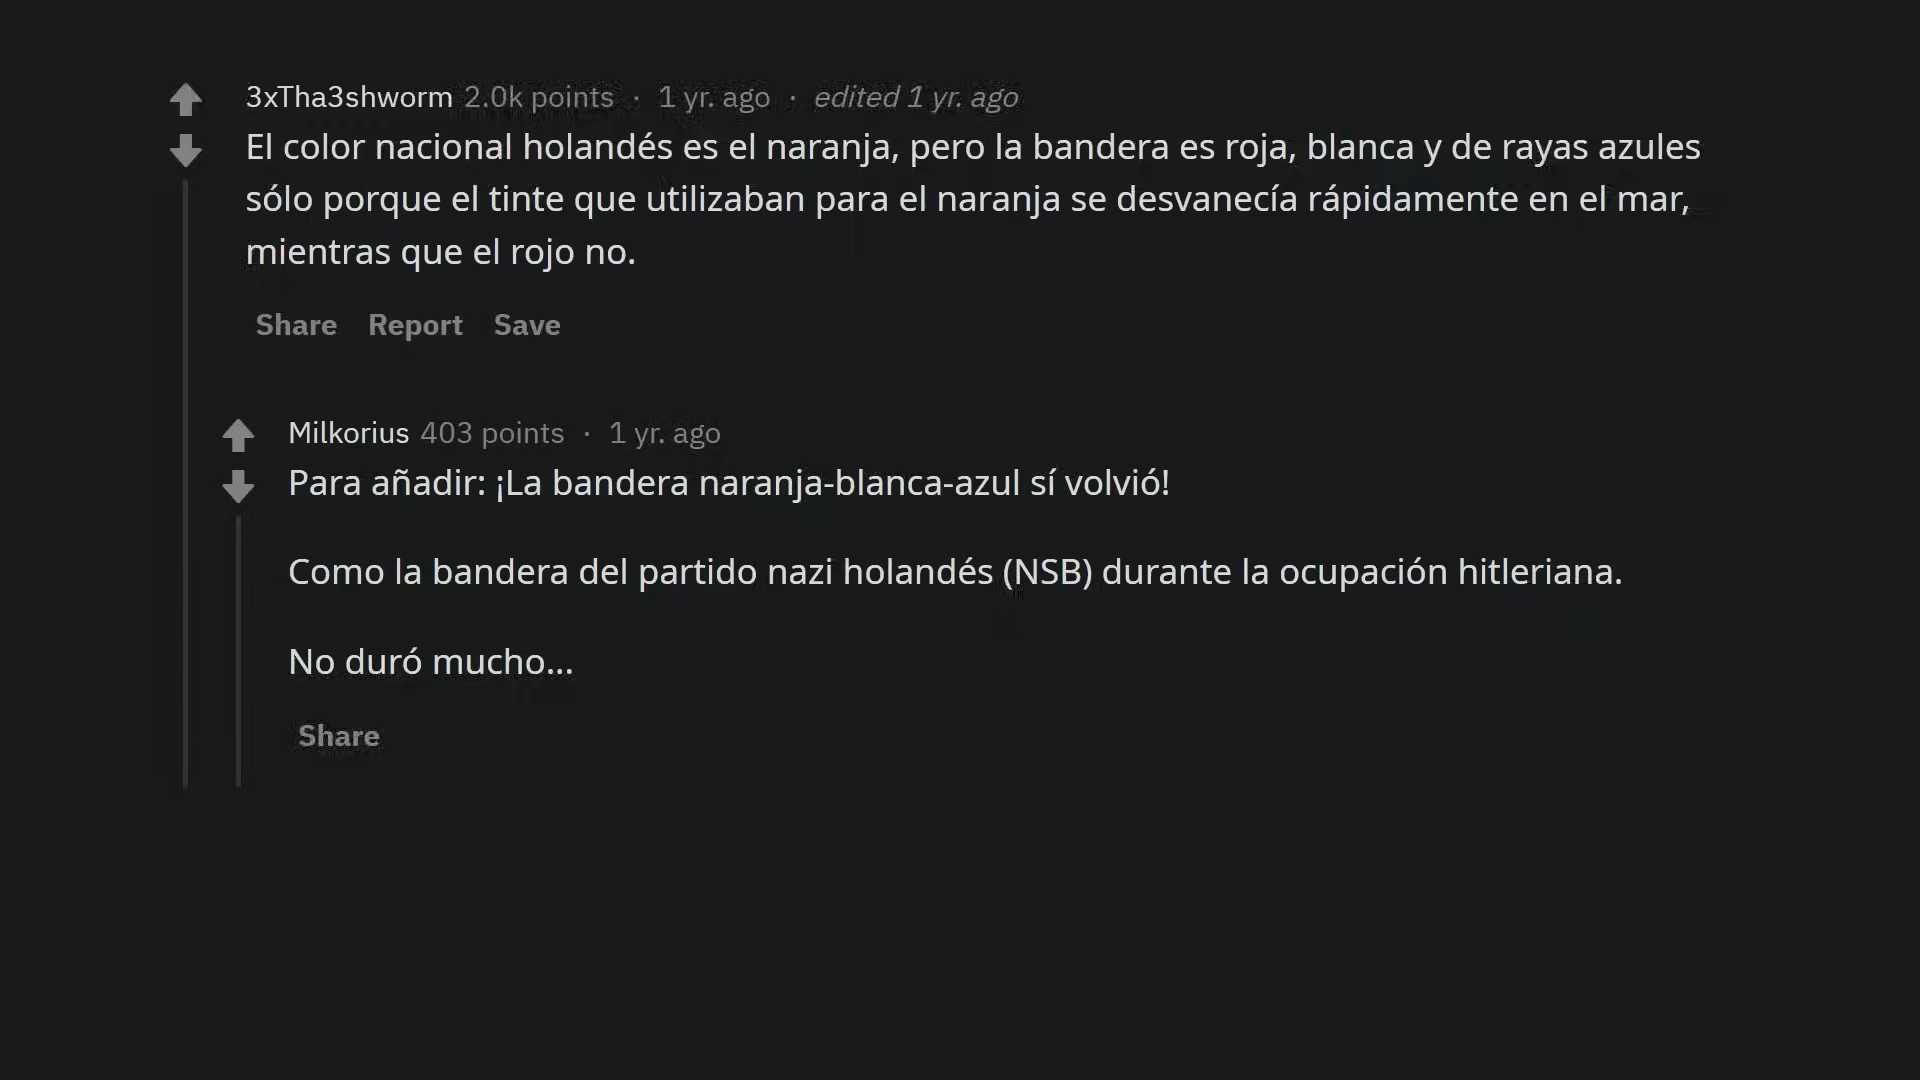 3xTha3shworm 2.0k points · 1 yr. ago · edited 1 yr. ago
El color nacional holandés es el naranja, pero la bandera es roja, blanca y de rayas azules
sólo porque el tinte que utilizaban para el naranja se desvanecía rápidamente en el mar,
mientras que el rojo no.
Share Report Save
Milkorius 403 points · 1 yr. ago
Para añadir: ¡La bandera naranja-blanca-azul sí volvió!
Como la bandera del partido nazi holandés (NSB) durante la ocupación hitleriana.
No duró mucho...
Share